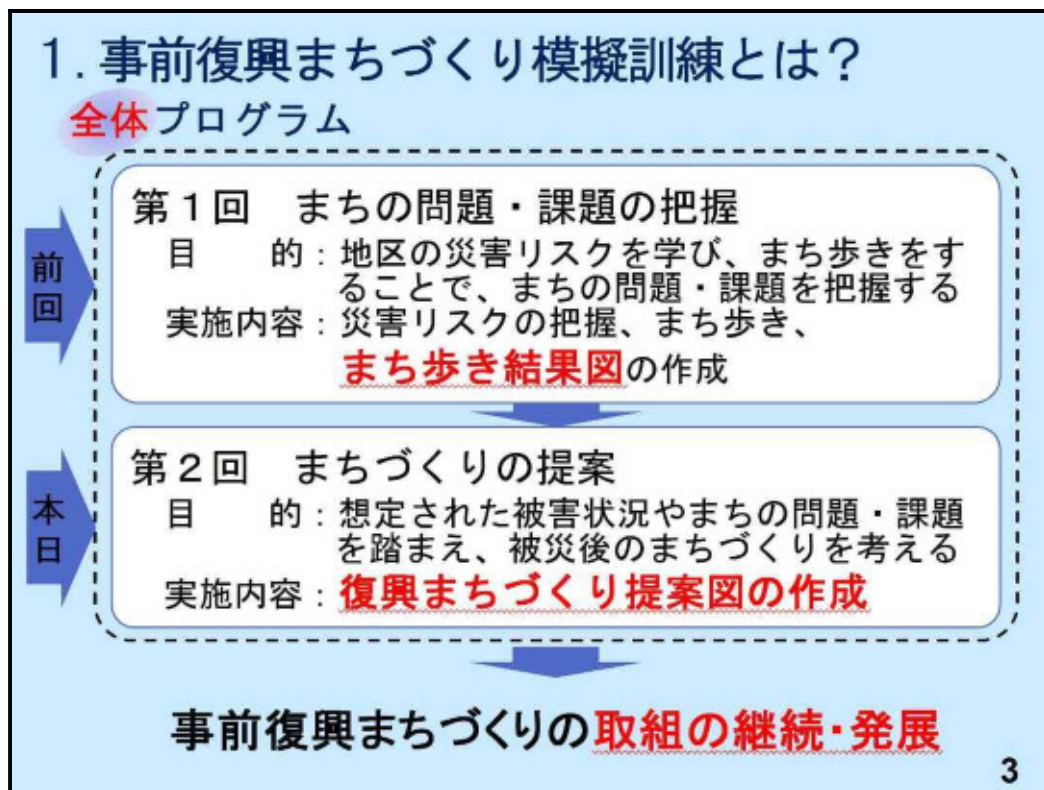 1.事前復興まちづくり模擬訓練とは？
全体プログラム
前回
第１回　まちの問題・課題の把握
目　　的：地区の災害リスクを学び、まち歩きをす
ることで、まちの問題・課題を把握する
実施内容：災害リスクの把握、まち歩き、
まち歩き結果図の作成
本日
第２回　まちづくりの提案
目　　的：想定された被害状況やまちの問題・課題
を踏まえ、被災後のまちづくりを考える
実施内容：復興まちづくり提案図の作成
事前復興まちづくりの取組の継続・発展
3